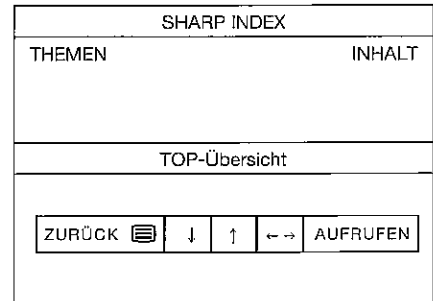 SHARP INDEX
THEMEN INHALT
TOP-Übersicht
ZURÜCK ↓ ↑ ←→ AUFRUFEN